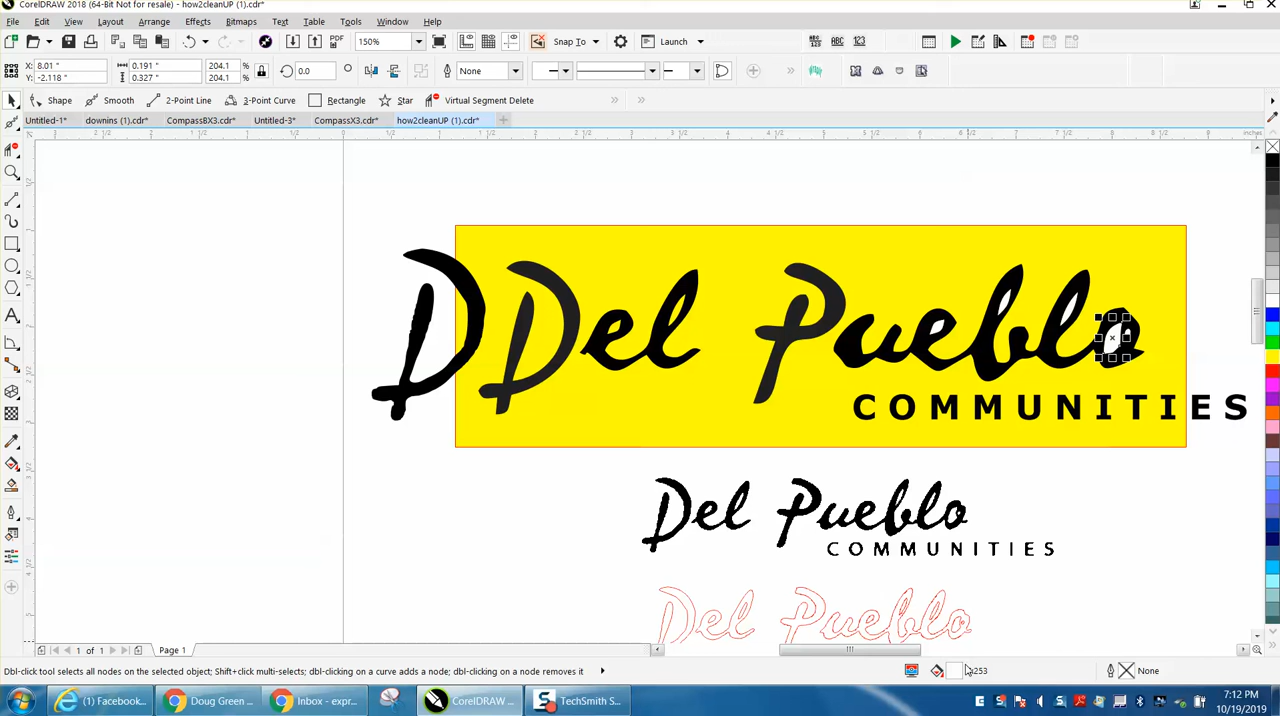 CorelDRAW 2018 (64-Bit Not for resale) - how2cleanUP (1).cdr*
File Edit View Layout Arrange Effects Bitmaps Text Table Tools Window Help
PDF 150% Snap To Launch
X: 8.01 " 0.191 " 204.1 0.0 None
Y: -2.118 " 0.327 " 204.1
Shape Smooth 2-Point Line 3-Point Curve Rectangle Star Virtual Segment Delete
Untitled-1* downins (1).cdr* CompassBX3.cdr* Untitled-3* CompassX3.cdr* how2cleanUP (1).cdr*
inches
DDel Pueblo
COMMUNITIES
Del Pueblo
COMMUNITIES
Del Pueblo
1 of 1 Page 1
Dbl-click tool selects all nodes on the selected object; Shift+click multi-selects; dbl-clicking on a curve adds a node; dbl-clicking on a node removes it None
(1) Facebook... Doug Green ... Inbox - expr... CorelDRAW ... TechSmith S...
7:12 PM
10/19/2019